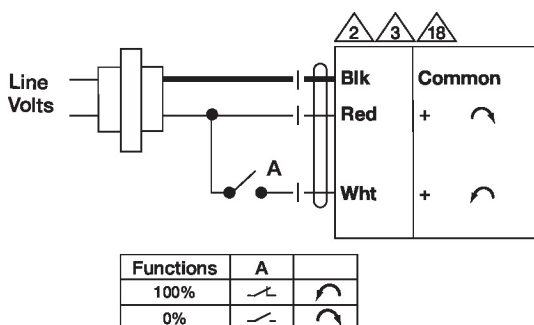 2 3 18
Line Volts
Blk Common
Red +
A
Wht +
Functions A
100%
0%